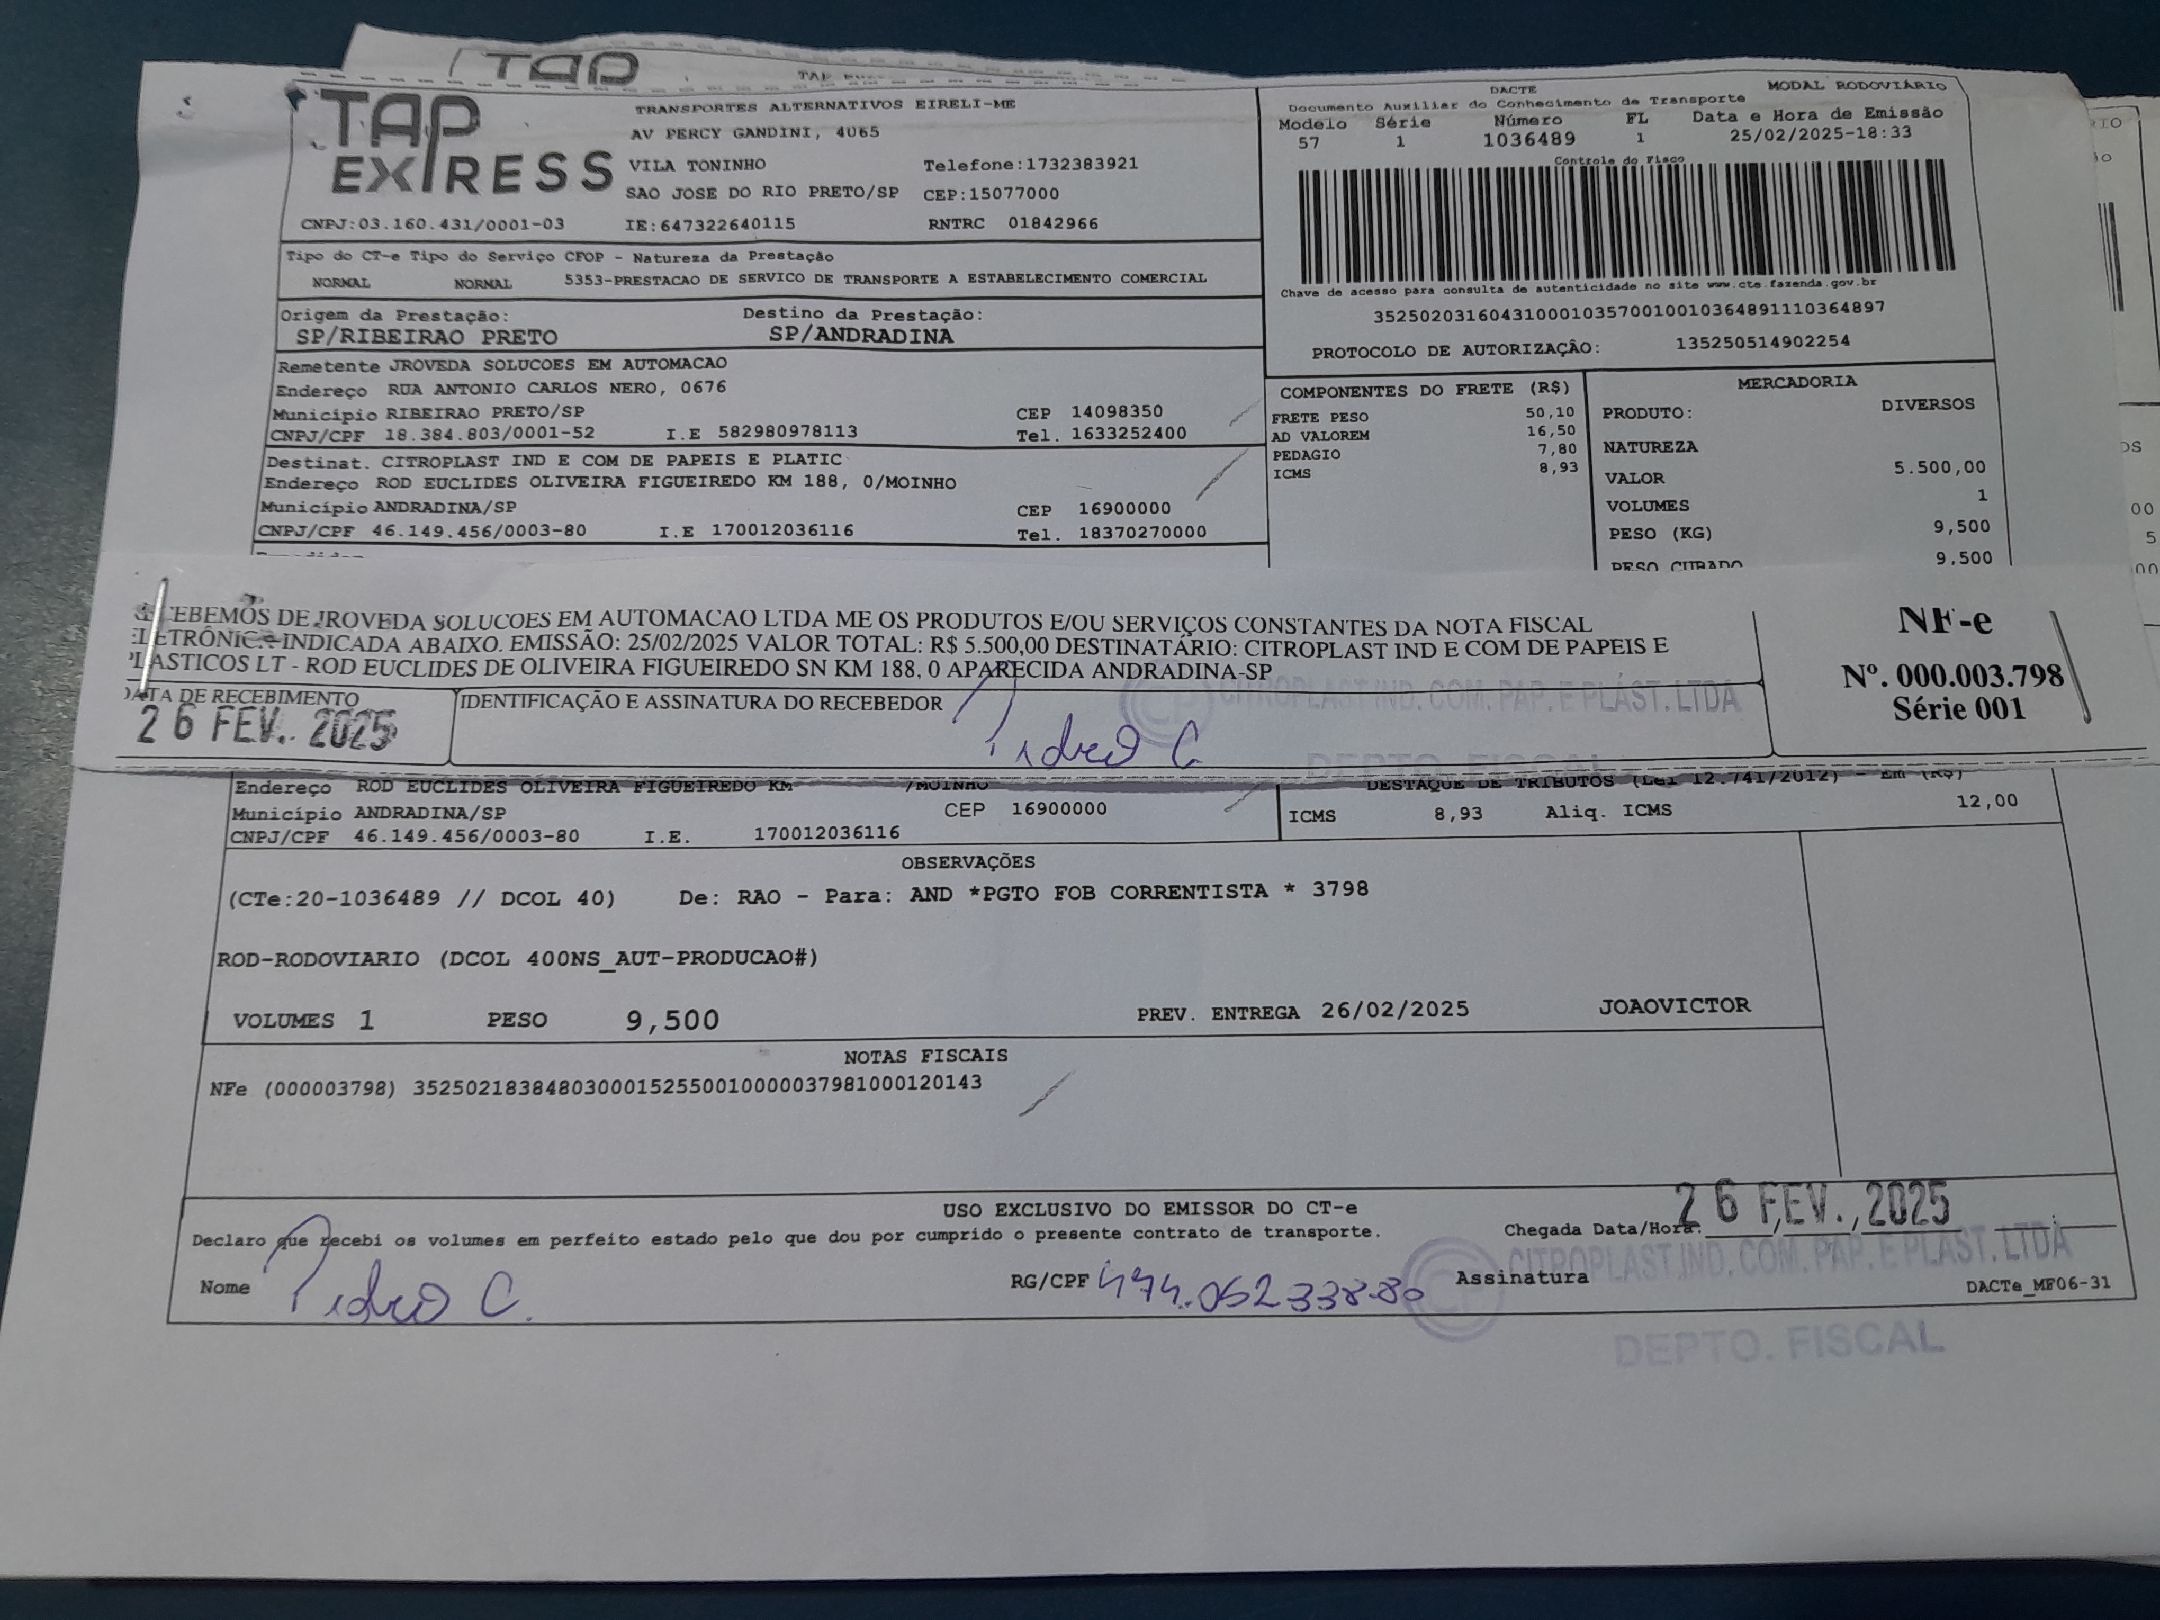 TAP
TAP EXPRESS
TRANSPORTES ALTERNATIVOS EIRELI-ME
AV PERCY GANDINI, 4065
VILA TONINHO Telefone:1732383921
SAO JOSE DO RIO PRETO/SP CEP:15077000
CNPJ:03.160.431/0001-03 IE:647322640115 RNTRC 01842966
DACTE MODAL RODOVIÁRIO
Documento Auxiliar do Conhecimento de Transporte
Modelo Série Número FL Data e Hora de Emissão
57 1 1036489 1 25/02/2025-18:33
Controle do Fisco
Chave de acesso para consulta de autenticidade no site www.cte.fazenda.gov.br
35250203160431000103570010010364891110364897
PROTOCOLO DE AUTORIZAÇÃO: 135250514902254
Tipo do CT-e Tipo do Serviço CFOP - Natureza da Prestação
NORMAL NORMAL 5353-PRESTACAO DE SERVICO DE TRANSPORTE A ESTABELECIMENTO COMERCIAL
Origem da Prestação: Destino da Prestação:
SP/RIBEIRAO PRETO SP/ANDRADINA
Remetente JROVEDA SOLUCOES EM AUTOMACAO
Endereço RUA ANTONIO CARLOS NERO, 0676
Município RIBEIRAO PRETO/SP CEP 14098350
CNPJ/CPF 18.384.803/0001-52 I.E 582980978113 Tel. 1633252400
Destinat. CITROPLAST IND E COM DE PAPEIS E PLATIC
Endereço ROD EUCLIDES OLIVEIRA FIGUEIREDO KM 188, 0/MOINHO
Município ANDRADINA/SP CEP 16900000
CNPJ/CPF 46.149.456/0003-80 I.E 170012036116 Tel. 18370270000
COMPONENTES DO FRETE (R$)
FRETE PESO 50,10
AD VALOREM 16,50
PEDAGIO 7,80
ICMS 8,93
MERCADORIA
PRODUTO: DIVERSOS
NATUREZA
VALOR 5.500,00
VOLUMES 1
PESO (KG) 9,500
PESO CUBADO 9.500
RECEBEMOS DE JROVEDA SOLUCOES EM AUTOMACAO LTDA ME OS PRODUTOS E/OU SERVIÇOS CONSTANTES DA NOTA FISCAL
ELETRÔNICA INDICADA ABAIXO. EMISSÃO: 25/02/2025 VALOR TOTAL: R$ 5.500,00 DESTINATÁRIO: CITROPLAST IND E COM DE PAPEIS E
PLASTICOS LT - ROD EUCLIDES DE OLIVEIRA FIGUEIREDO SN KM 188, 0 APARECIDA ANDRADINA-SP
DATA DE RECEBIMENTO IDENTIFICAÇÃO E ASSINATURA DO RECEBEDOR
26 FEV. 2025
Pedro C
CITROPLAST IND. COM. PAP. E PLÁST. LTDA
DEPTO. FISCAL
NF-e
Nº. 000.003.798
Série 001
Endereço ROD EUCLIDES OLIVEIRA FIGUEIREDO KM /MOINHO
Município ANDRADINA/SP CEP 16900000
CNPJ/CPF 46.149.456/0003-80 I.E. 170012036116
DESTAQUE DE TRIBUTOS (Lei 12.741/2012) - Em (R$)
ICMS 8,93 Aliq. ICMS 12,00
OBSERVAÇÕES
(CTe:20-1036489 // DCOL 40) De: RAO - Para: AND *PGTO FOB CORRENTISTA * 3798
ROD-RODOVIARIO (DCOL 400NS_AUT-PRODUCAO#)
VOLUMES 1 PESO 9,500 PREV. ENTREGA 26/02/2025 JOAOVICTOR
NOTAS FISCAIS
NFe (000003798) 35250218384803000152550010000037981000120143
USO EXCLUSIVO DO EMISSOR DO CT-e
Declaro que recebi os volumes em perfeito estado pelo que dou por cumprido o presente contrato de transporte.
Chegada Data/Hora: 26 FEV. 2025
Nome Pedro C. RG/CPF 474.052338-80 Assinatura
CITROPLAST IND. COM. PAP. E PLAST. LTDA
DACTe_MF06-31
DEPTO. FISCAL